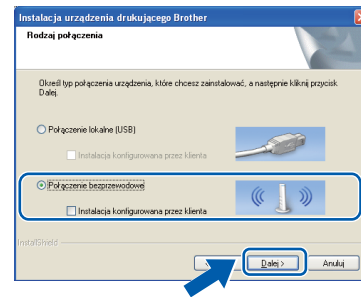 Instalacja urządzenia drukującego Brother
Rodzaj połączenia
Określ typ połączenia urządzenia, które chcesz zainstalować, a następnie kliknij przycisk
Dalej.
Połączenie lokalne (USB)
Instalacja konfigurowana przez klienta
Połączenie bezprzewodowe
Instalacja konfigurowana przez klienta
InstallShield
Dalej >
Anuluj